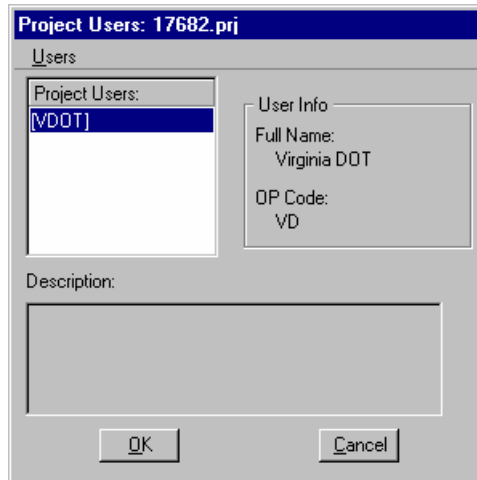 Project Users: 17682.prj
Users
Project Users:
[VDOT]
User Info
Full Name:
Virginia DOT
OP Code:
VD
Description:
OK
Cancel